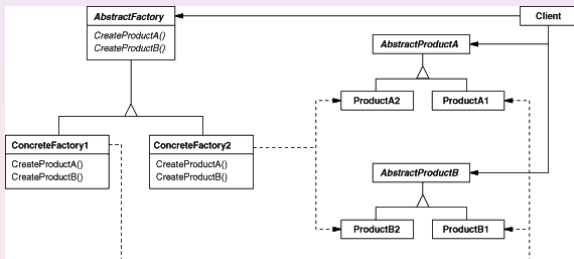 AbstractFactory
CreateProductA()
CreateProductB()
Client
AbstractProductA
ProductA2
ProductA1
ConcreteFactory1
CreateProductA()
CreateProductB()
ConcreteFactory2
CreateProductA()
CreateProductB()
AbstractProductB
ProductB2
ProductB1